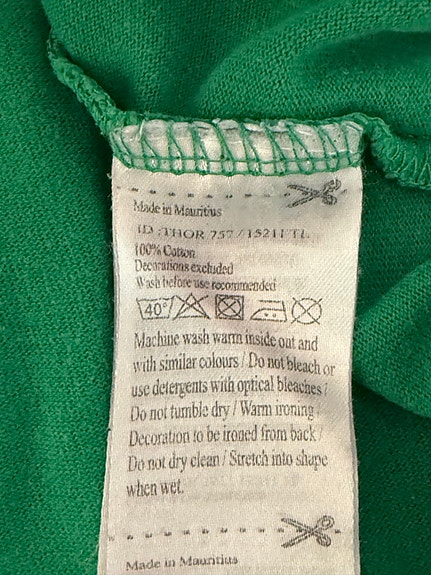 Made in Mauritius
ID :THOR 757 / 15211 TL
100% Cotton
Decorations excluded
Wash before use recommended
40°
Machine wash warm inside out and
with similar colours / Do not bleach or
use detergents with optical bleaches /
Do not tumble dry / Warm ironing
Decoration to be ironed from back /
Do not dry clean / Stretch into shape
when wet.
Made in Mauritius